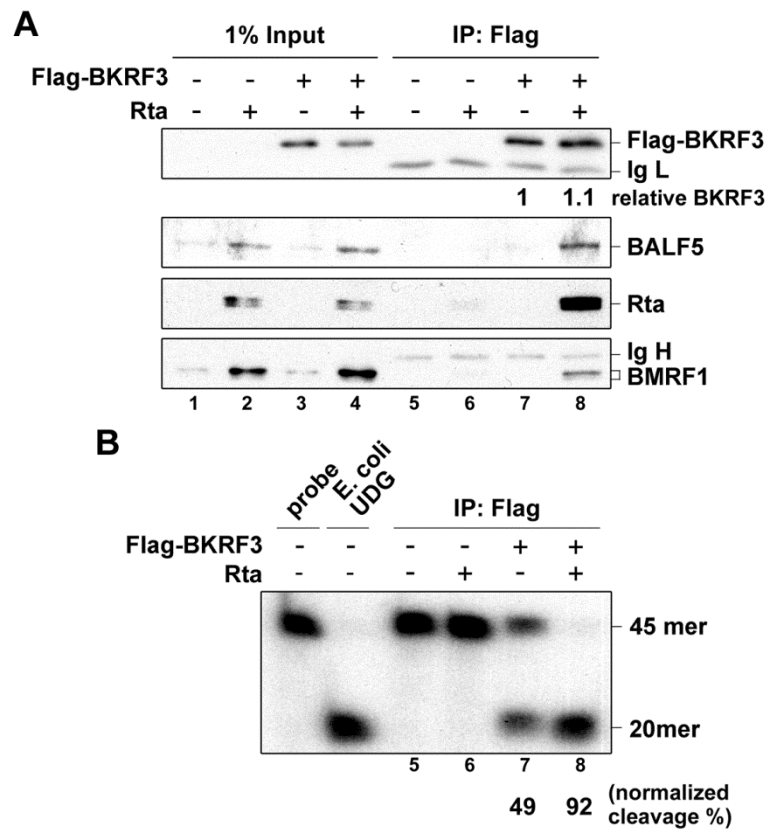 A
1% Input IP: Flag
Flag-BKRF3 - - + + - - + +
Rta - + - + - + - +
Flag-BKRF3
Ig L
1 1.1 relative BKRF3
BALF5
Rta
Ig H
BMRF1
1 2 3 4 5 6 7 8
B
probe
E. coli
UDG
IP: Flag
Flag-BKRF3 - - - - + +
Rta - - - + - +
45 mer
20mer
5 6 7 8
49 92 (normalized
cleavage %)